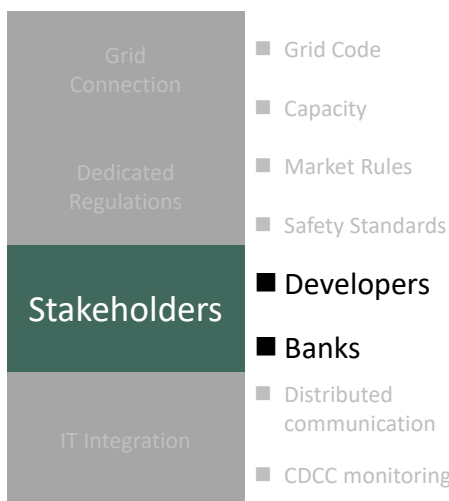 Grid
Connection
■ Grid Code
■ Capacity
Dedicated
Regulations
■ Market Rules
■ Safety Standards
Stakeholders
■ Developers
■ Banks
IT Integration
■ Distributed
communication
■ CDCC monitoring